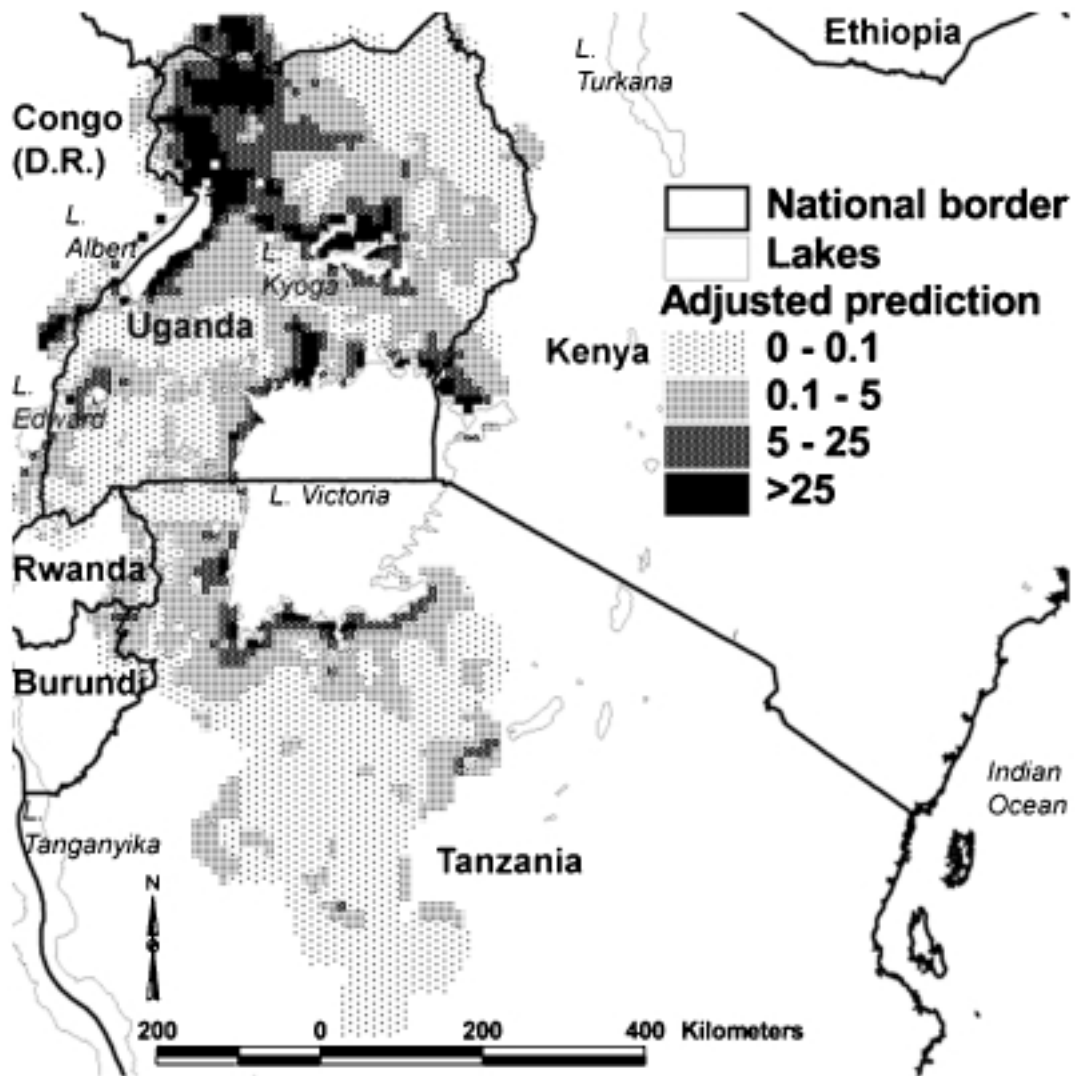 Ethiopia
L.
Turkana
Congo
(D.R.)
National border
L.
Albert
Lakes
L.
Kyoga
Adjusted prediction
Uganda
Kenya
0 - 0.1
L.
Edward
0.1 - 5
5 - 25
>25
L. Victoria
Rwanda
Burundi
Indian
Ocean
L.
Tanganyika
Tanzania
N
200 0 200 400 Kilometers